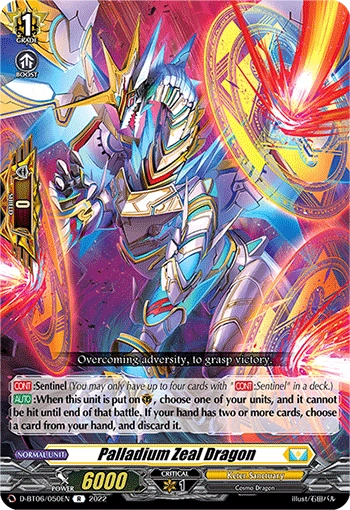 1
GRADE
BOOST
SHIELD
0
Overcoming adversity, to grasp victory.
CONT:Sentinel (You may only have up to four cards with "CONT:Sentinel" in a deck.)
AUTO:When this unit is put on G, choose one of your units, and it cannot
be hit until end of that battle. If your hand has two or more cards, choose
a card from your hand, and discard it.
NORMAL UNIT
Palladium Zeal Dragon
POWER 6000 CRITICAL 1
Keter Sanctuary
Cosmo Dragon
D-BT06/050EN R 2022
illust/石田バル